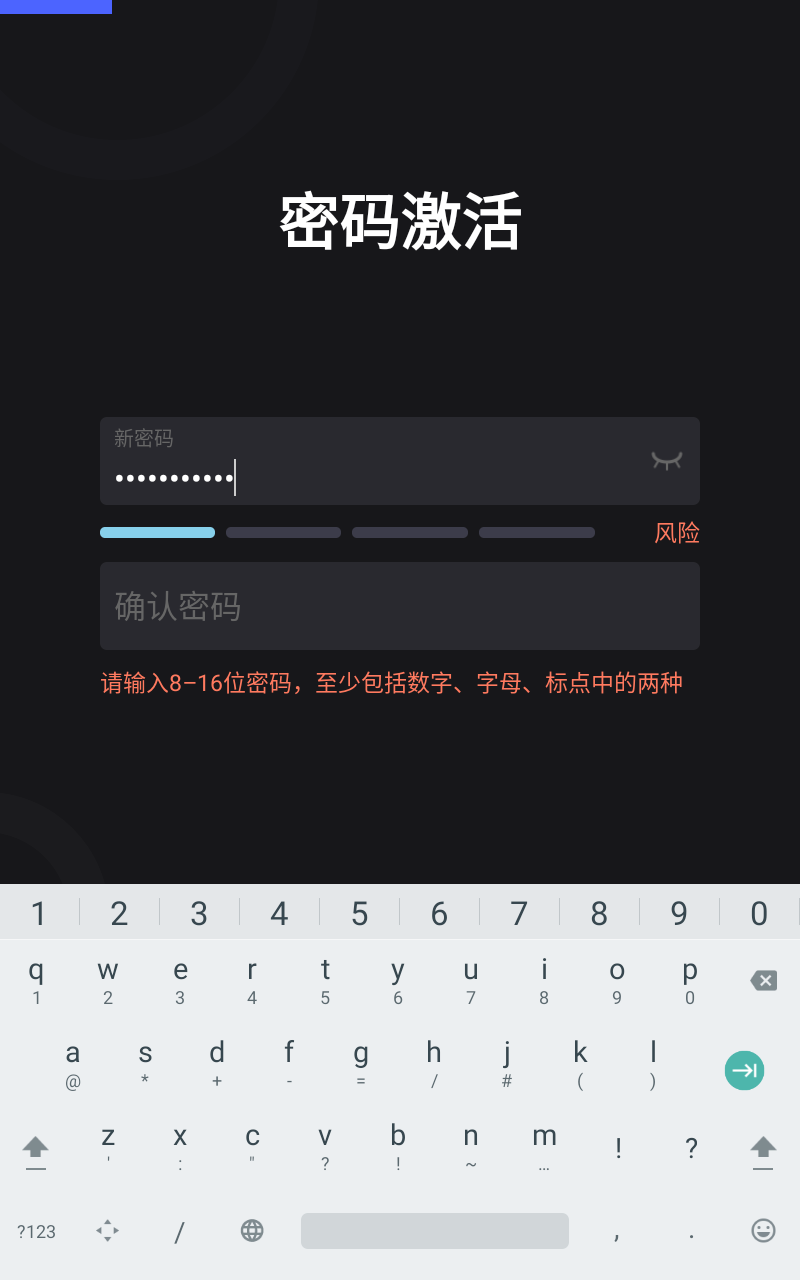 密码激活
新密码
•••••••••••
风险
确认密码
请输入8–16位密码，至少包括数字、字母、标点中的两种
1 2 3 4 5 6 7 8 9 0
q w e r t y u i o p
1 2 3 4 5 6 7 8 9 0
a s d f g h j k l
@ * + - = / # ( )
z x c v b n m ! ?
' : " ? ! ~ …
?123 / , .